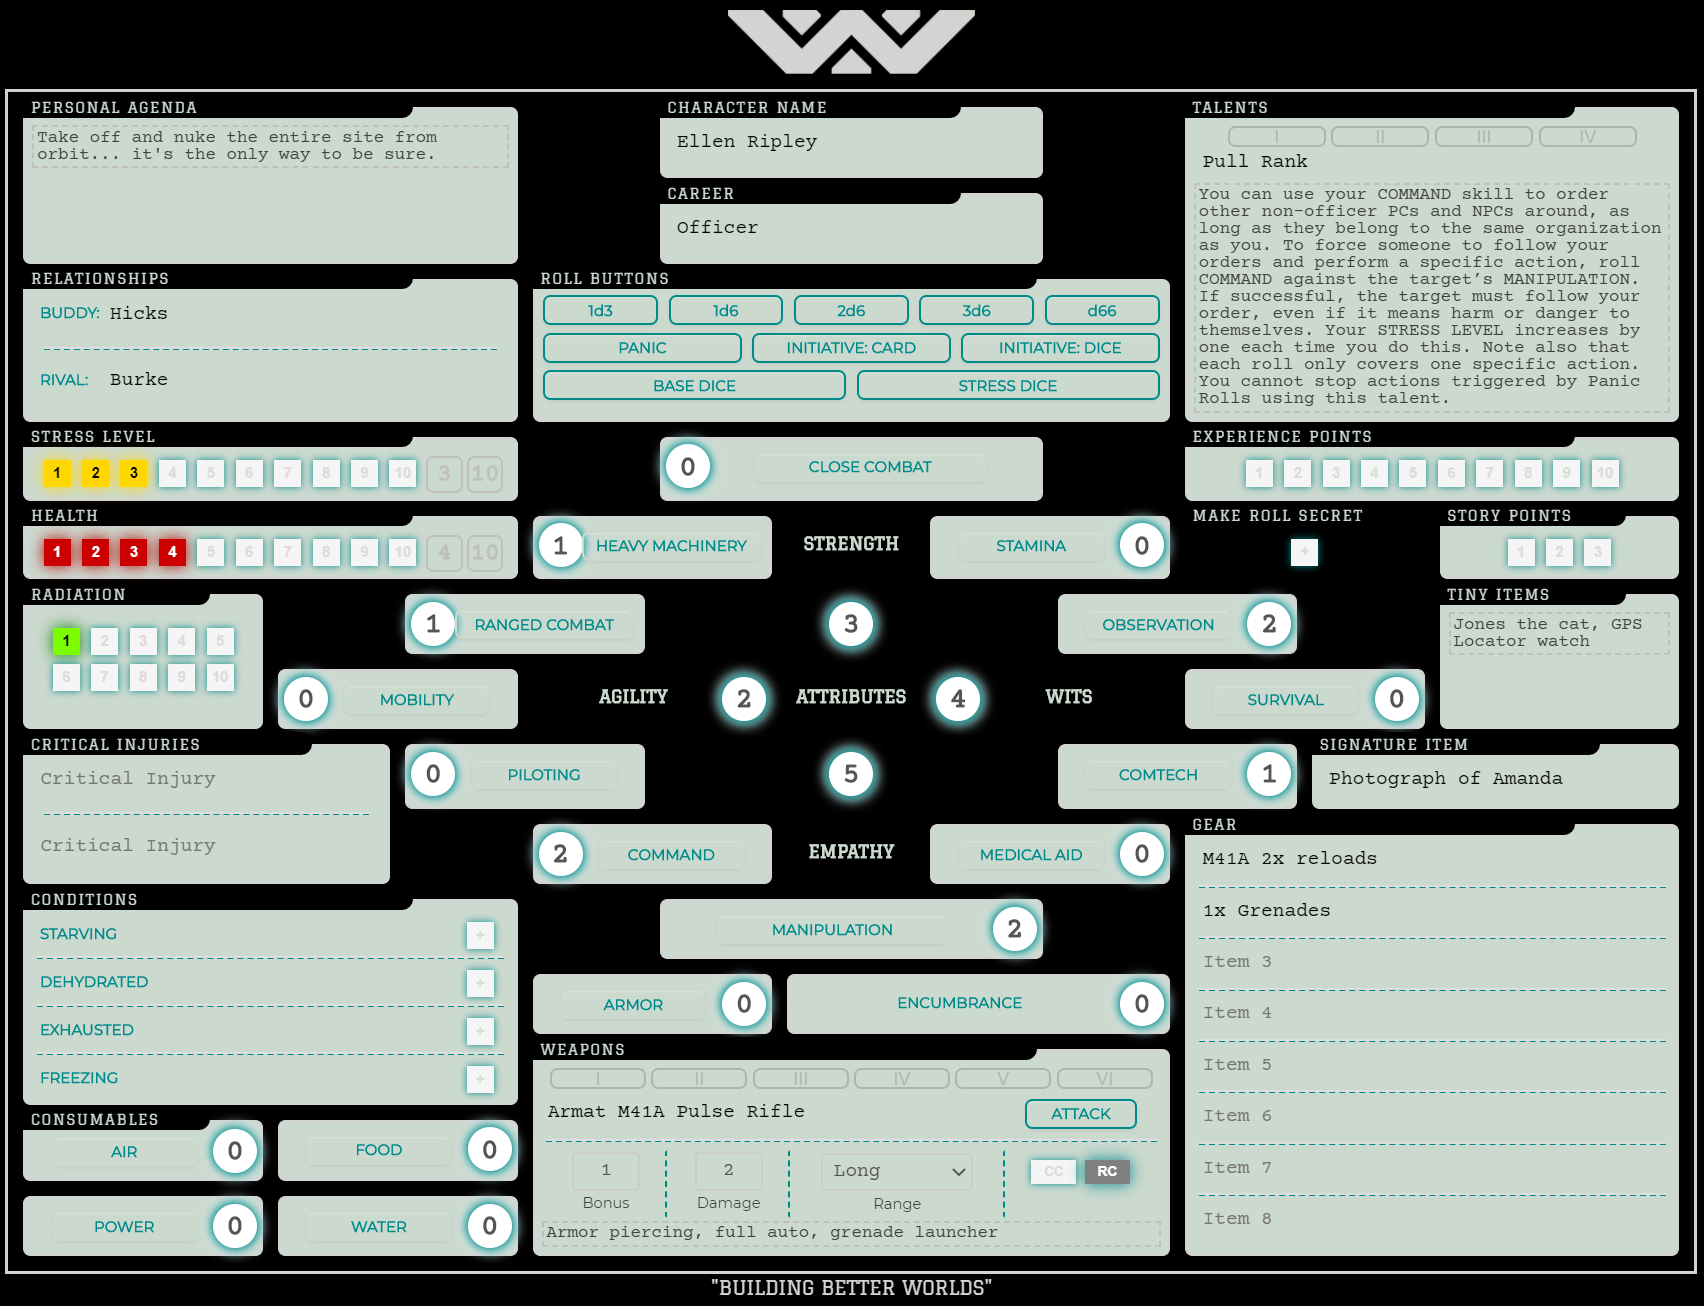 PERSONAL AGENDA
Take off and nuke the entire site from
orbit... it's the only way to be sure.
CHARACTER NAME
Ellen Ripley
CAREER
Officer
TALENTS
I II III IV
Pull Rank
You can use your COMMAND skill to order
other non-officer PCs and NPCs around, as
long as they belong to the same organization
as you. To force someone to follow your
orders and perform a specific action, roll
COMMAND against the target’s MANIPULATION.
If successful, the target must follow your
order, even if it means harm or danger to
themselves. Your STRESS LEVEL increases by
one each time you do this. Note also that
each roll only covers one specific action.
You cannot stop actions triggered by Panic
Rolls using this talent.
RELATIONSHIPS
BUDDY: Hicks
RIVAL: Burke
ROLL BUTTONS
1d3 1d6 2d6 3d6 d66
PANIC INITIATIVE: CARD INITIATIVE: DICE
BASE DICE STRESS DICE
STRESS LEVEL
1 2 3 4 5 6 7 8 9 10 3 10
0 CLOSE COMBAT
EXPERIENCE POINTS
1 2 3 4 5 6 7 8 9 10
HEALTH
1 2 3 4 5 6 7 8 9 10 4 10
1 HEAVY MACHINERY
STRENGTH
STAMINA 0
MAKE ROLL SECRET
+
STORY POINTS
1 2 3
RADIATION
1 2 3 4 5
6 7 8 9 10
1 RANGED COMBAT
3
OBSERVATION 2
TINY ITEMS
Jones the cat, GPS
Locator watch
0 MOBILITY
AGILITY 2 ATTRIBUTES 4 WITS
SURVIVAL 0
CRITICAL INJURIES
Critical Injury
Critical Injury
0 PILOTING
5
COMTECH 1
SIGNATURE ITEM
Photograph of Amanda
2 COMMAND
EMPATHY
MEDICAL AID 0
GEAR
M41A 2x reloads
1x Grenades
Item 3
Item 4
Item 5
Item 6
Item 7
Item 8
CONDITIONS
STARVING +
DEHYDRATED +
EXHAUSTED +
FREEZING +
MANIPULATION 2
ARMOR 0
ENCUMBRANCE 0
WEAPONS
I II III IV V VI
Armat M41A Pulse Rifle ATTACK
1 2 Long CC RC
Bonus Damage Range
Armor piercing, full auto, grenade launcher
CONSUMABLES
AIR 0 FOOD 0
POWER 0 WATER 0
"BUILDING BETTER WORLDS"